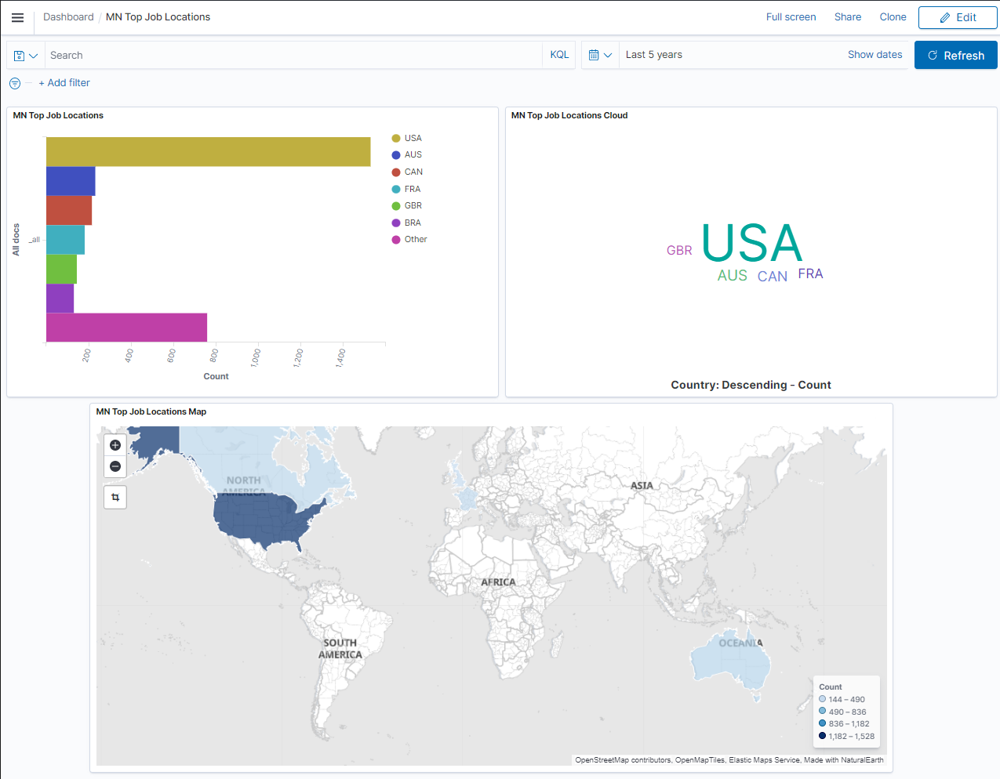 Dashboard / MN Top Job Locations
Full screen Share Clone Edit
Search KQL Last 5 years Show dates Refresh
+ Add filter
MN Top Job Locations
USA
AUS
CAN
FRA
GBR
BRA
Other
All docs
_all
200 400 600 800 1,000 1,200 1,400
Count
MN Top Job Locations Cloud
GBR USA
AUS CAN FRA
Country: Descending - Count
MN Top Job Locations Map
NORTH
AMERICA
ASIA
AFRICA
SOUTH
AMERICA
OCEANIA
Count
144 – 490
490 – 836
836 – 1,182
1,182 – 1,528
OpenStreetMap contributors, OpenMapTiles, Elastic Maps Service, Made with NaturalEarth